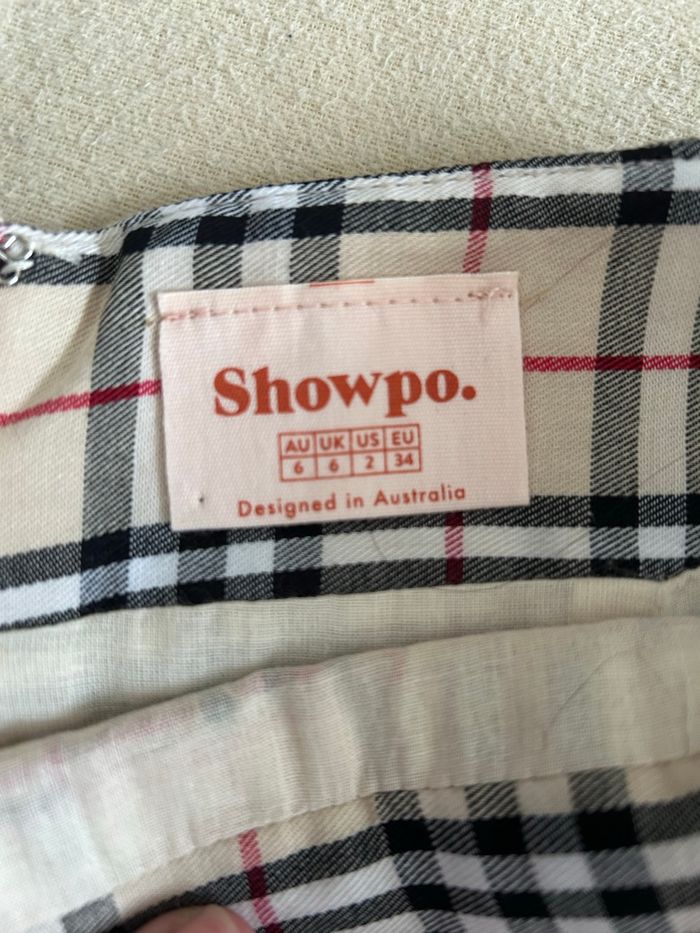 Showpo.
AU UK US EU
6 6 2 34
Designed in Australia